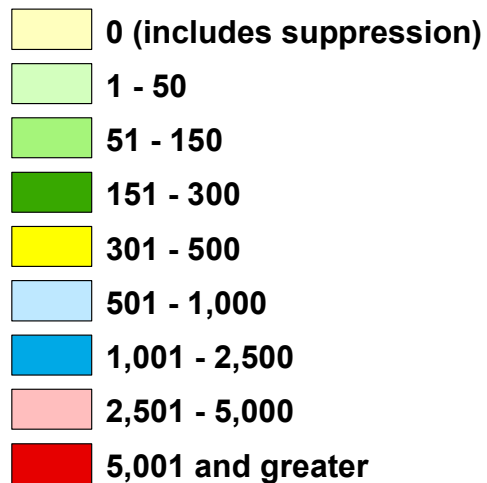 0 (includes suppression)
1 - 50
51 - 150
151 - 300
301 - 500
501 - 1,000
1,001 - 2,500
2,501 - 5,000
5,001 and greater